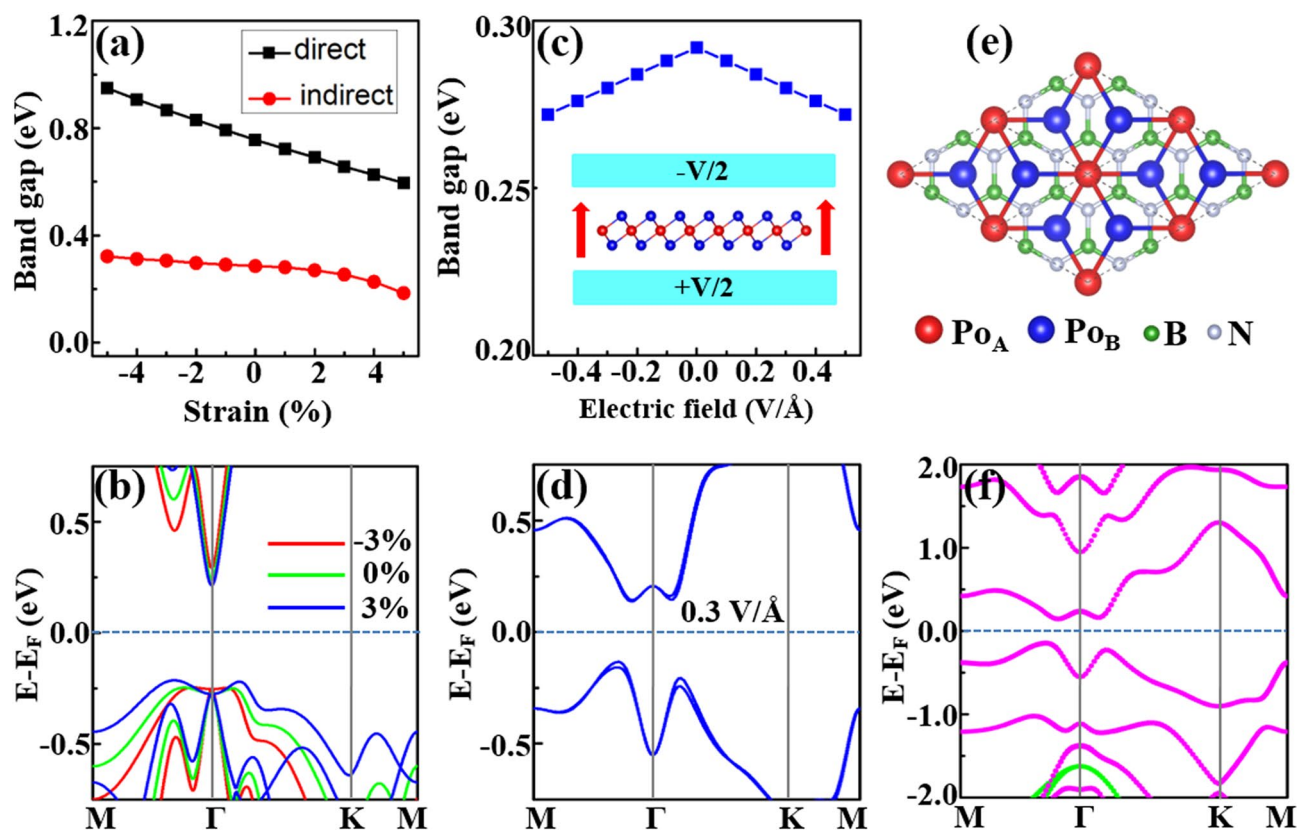 (a)
1.2
0.8
0.4
0.0
Band gap (eV)
direct
indirect
-4 -2 0 2 4
Strain (%)
(c)
0.30
0.25
0.20
Band gap (eV)
-V/2
+V/2
-0.4 -0.2 0.0 0.2 0.4
Electric field (V/Å)
(e)
PoA PoB B N
(b)
0.5
0.0
-0.5
E-EF (eV)
-3%
0%
3%
M Γ K M
(d)
0.5
0.0
-0.5
E-EF (eV)
0.3 V/Å
M Γ K M
(f)
2.0
1.0
0.0
-1.0
-2.0
E-EF (eV)
M Γ K M